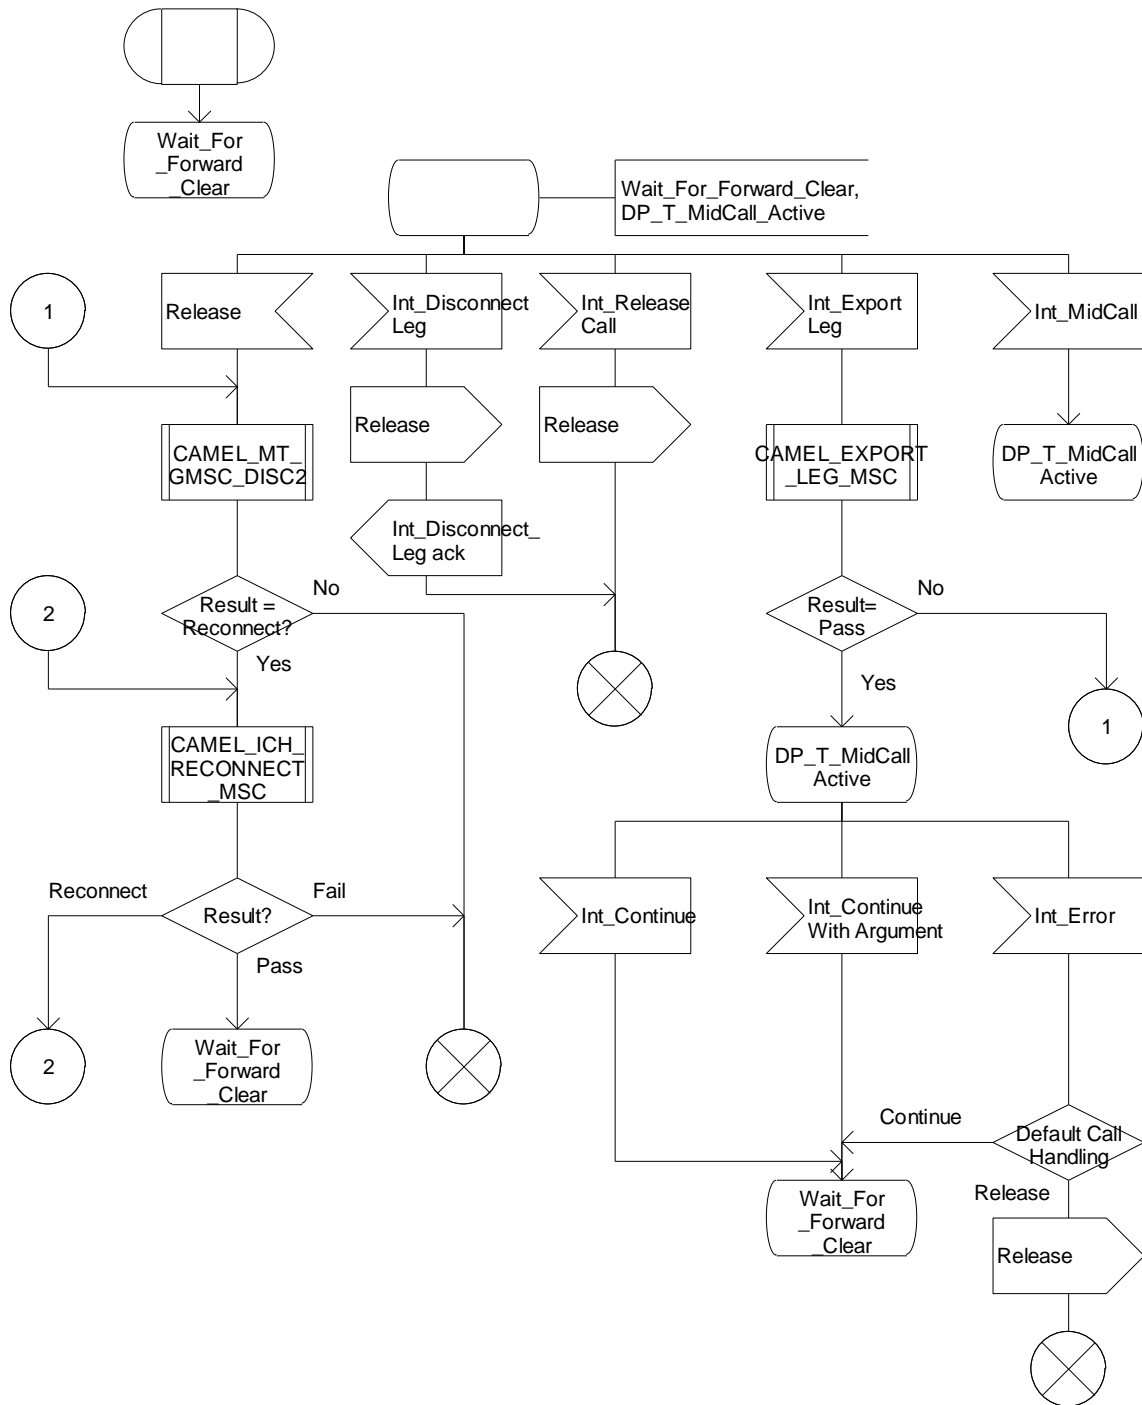 Wait_For
_Forward
_Clear
Wait_For_Forward_Clear,
DP_T_MidCall_Active
1
Release
Int_Disconnect
Leg
Int_Release
Call
Int_Export
Leg
Int_MidCall
Release
Release
CAMEL_MT_
GMSC_DISC2
CAMEL_EXPORT
_LEG_MSC
DP_T_MidCall
Active
Int_Disconnect_
Leg ack
2
Result =
Reconnect?
No
Yes
Result=
Pass
No
Yes
1
CAMEL_ICH_
RECONNECT
_MSC
DP_T_MidCall
Active
Reconnect
Result?
Fail
Pass
Int_Continue
Int_Continue
With Argument
Int_Error
2
Wait_For
_Forward
_Clear
Continue
Default Call
Handling
Release
Wait_For
_Forward
_Clear
Release